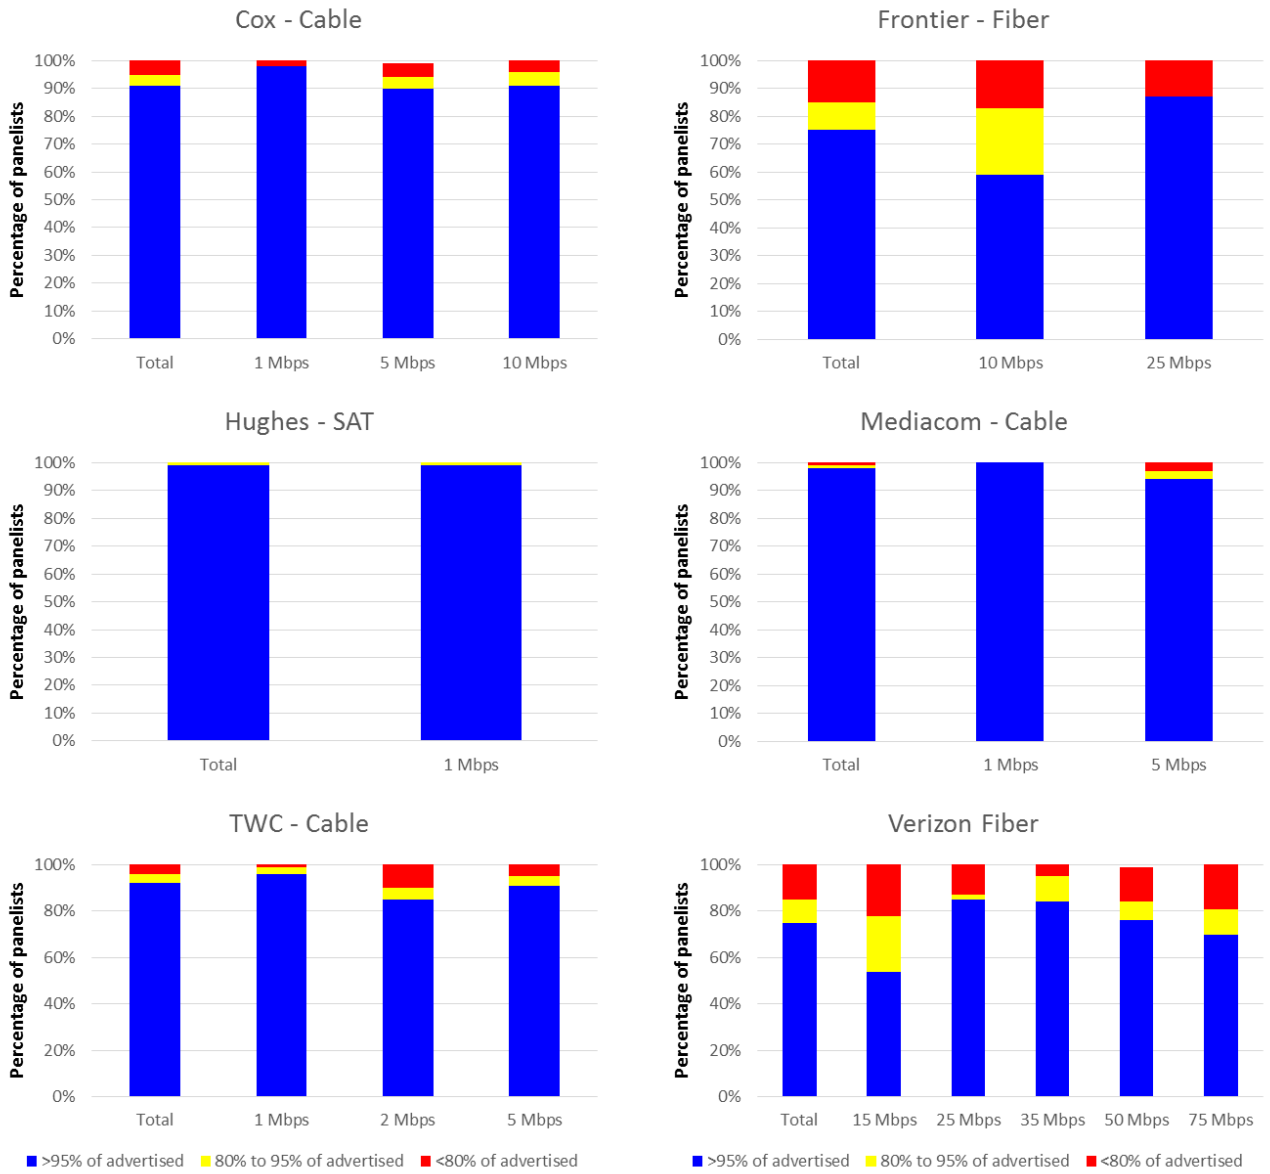 Cox - Cable
Percentage of panelists
100%
90%
80%
70%
60%
50%
40%
30%
20%
10%
0%
Total 1 Mbps 5 Mbps 10 Mbps
Frontier - Fiber
Percentage of panelists
100%
90%
80%
70%
60%
50%
40%
30%
20%
10%
0%
Total 10 Mbps 25 Mbps
Hughes - SAT
Percentage of panelists
100%
90%
80%
70%
60%
50%
40%
30%
20%
10%
0%
Total 1 Mbps
Mediacom - Cable
Percentage of panelists
100%
90%
80%
70%
60%
50%
40%
30%
20%
10%
0%
Total 1 Mbps 5 Mbps
TWC - Cable
Percentage of panelists
100%
80%
60%
40%
20%
0%
Total 1 Mbps 2 Mbps 5 Mbps
>95% of advertised 80% to 95% of advertised <80% of advertised
Verizon Fiber
Percentage of panelists
100%
80%
60%
40%
20%
0%
Total 15 Mbps 25 Mbps 35 Mbps 50 Mbps 75 Mbps
>95% of advertised 80% to 95% of advertised <80% of advertised